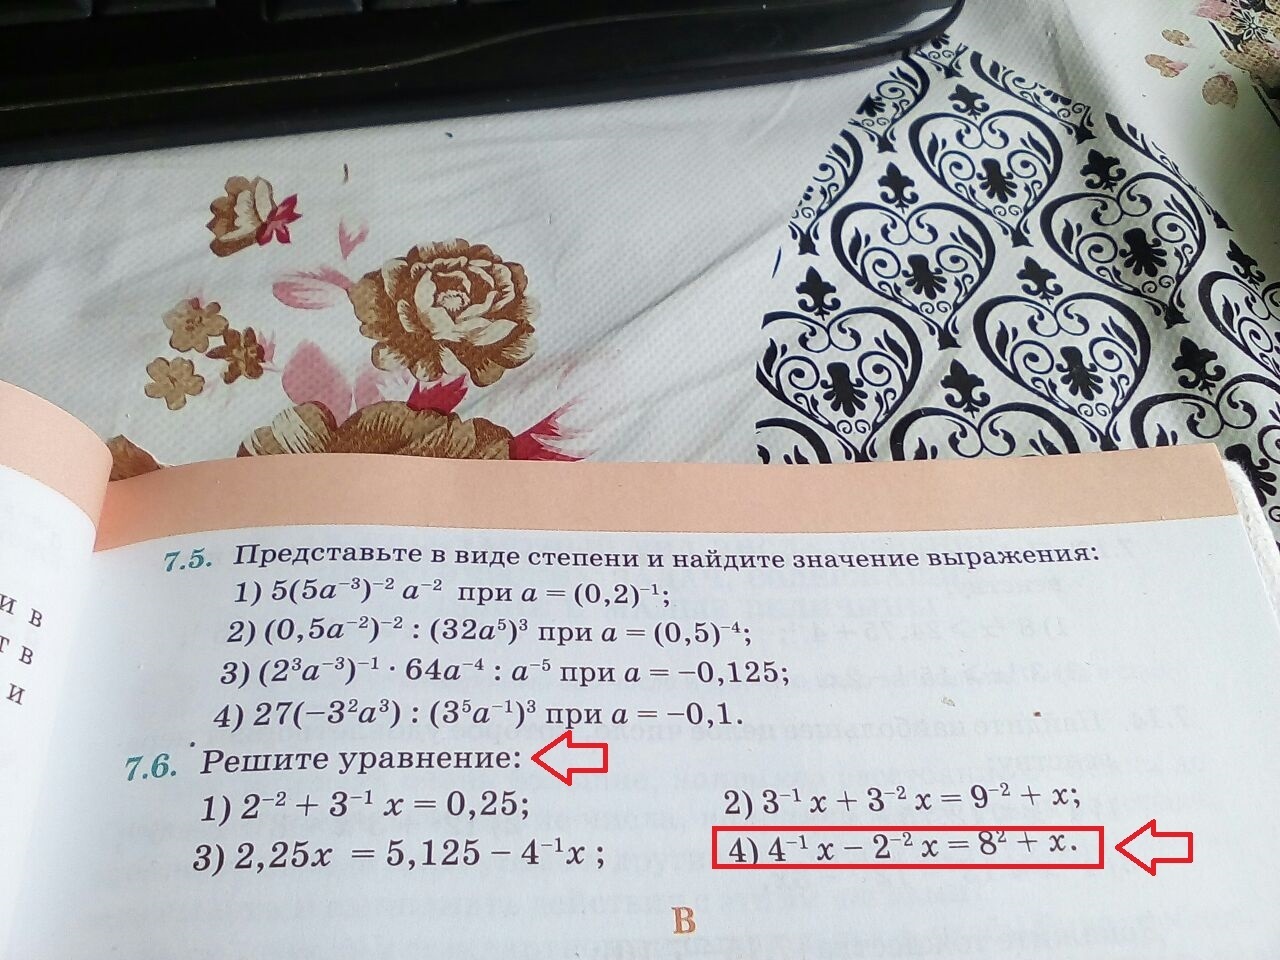 и в
т в
и
7.5. Представьте в виде степени и найдите значение выражения:
1) 5(5a⁻³)⁻² a⁻² при a = (0,2)⁻¹;
2) (0,5a⁻²)⁻² : (32a⁵)³ при a = (0,5)⁻⁴;
3) (2³a⁻³)⁻¹ · 64a⁻⁴ : a⁻⁵ при a = –0,125;
4) 27(–3²a³) : (3⁵a⁻¹)³ при a = –0,1.
7.6. Решите уравнение:
1) 2⁻² + 3⁻¹ x = 0,25;
2) 3⁻¹ x + 3⁻² x = 9⁻² + x;
3) 2,25x = 5,125 – 4⁻¹x ;
4) 4⁻¹ x – 2⁻² x = 8² + x.
В